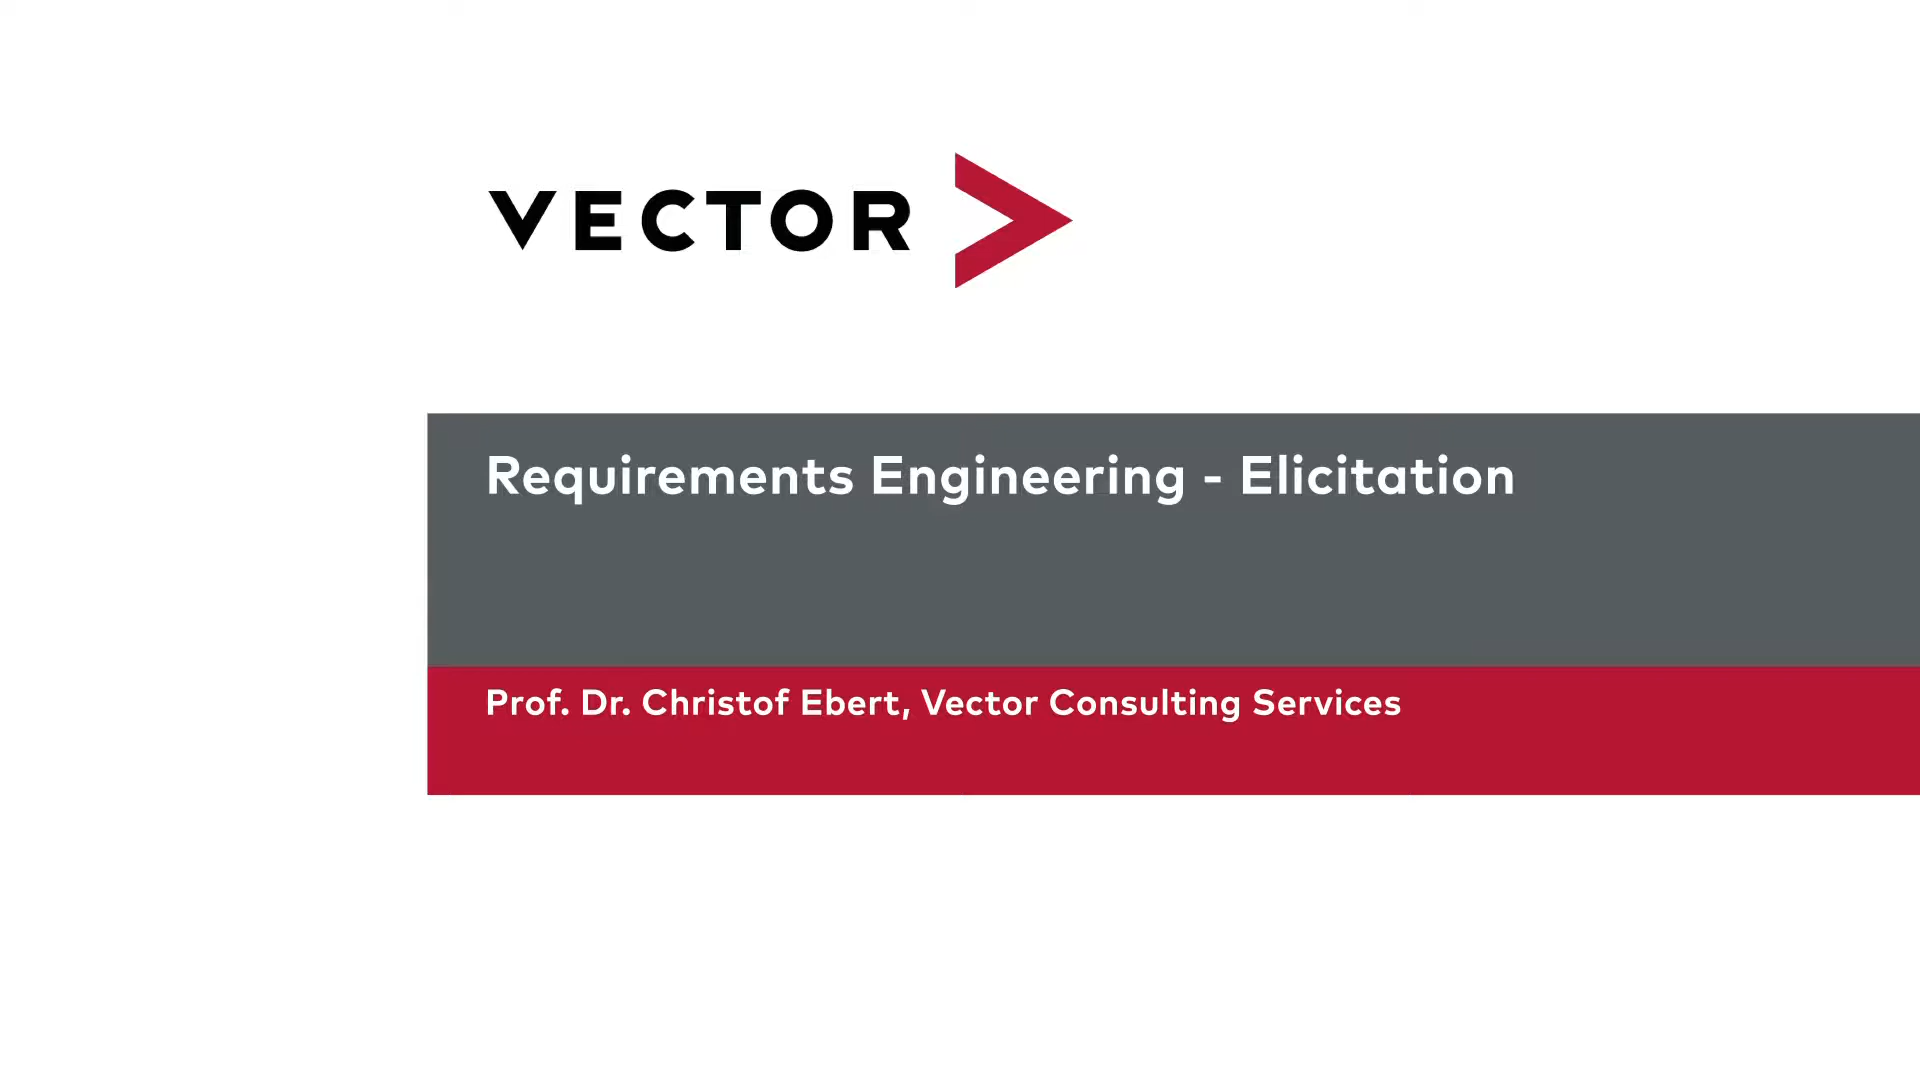 VECTOR
Requirements Engineering - Elicitation
Prof. Dr. Christof Ebert, Vector Consulting Services